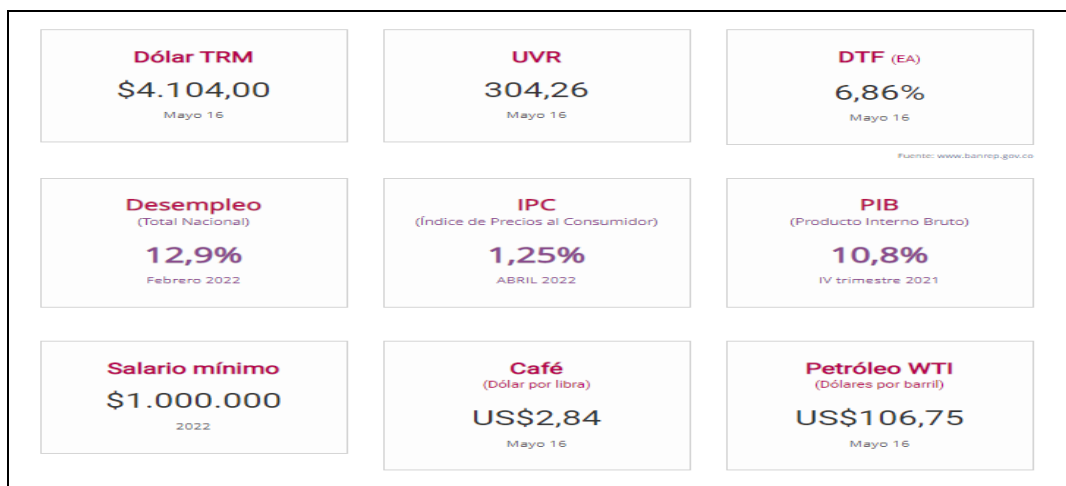 Dólar TRM
$4.104,00
Mayo 16
UVR
304,26
Mayo 16
DTF (EA)
6,86%
Mayo 16
Fuente: www.banrep.gov.co
Desempleo
(Total Nacional)
12,9%
Febrero 2022
IPC
(Índice de Precios al Consumidor)
1,25%
ABRIL 2022
PIB
(Producto Interno Bruto)
10,8%
IV trimestre 2021
Salario mínimo
$1.000.000
2022
Café
(Dólar por libra)
US$2,84
Mayo 16
Petróleo WTI
(Dólares por barril)
US$106,75
Mayo 16